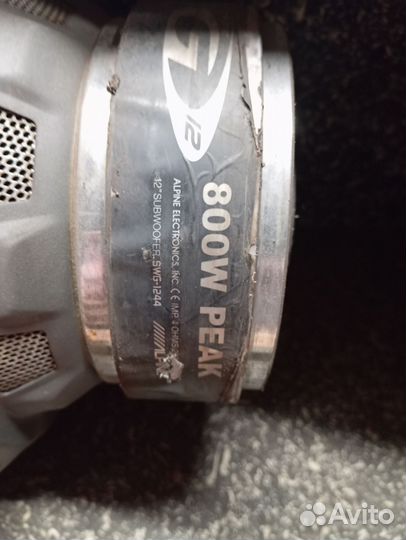 G
12
800W PEAK
ALPINE ELECTRONICS, INC. CE IMP. 4 OHMS
12" SUBWOOFER, SWG-1244
Avito